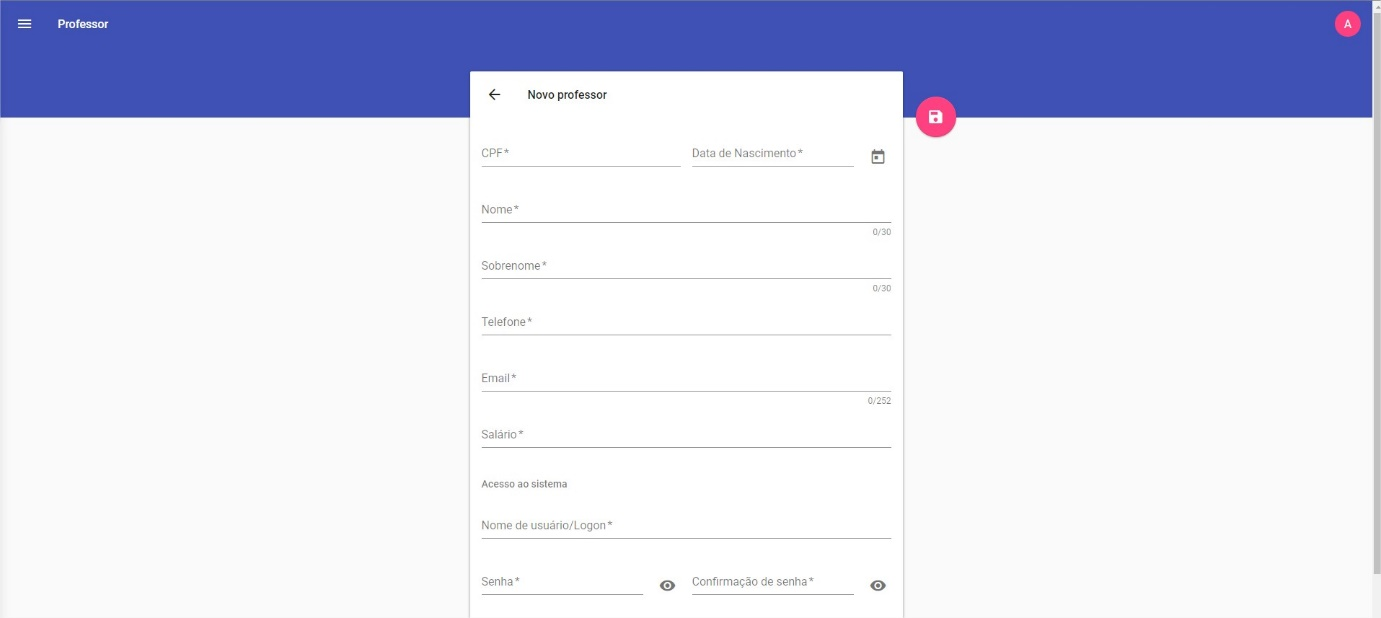 Professor
A
Novo professor
CPF* Data de Nascimento*
Nome*
0/30
Sobrenome*
0/30
Telefone*
Email*
0/252
Salário*
Acesso ao sistema
Nome de usuário/Logon*
Senha* Confirmação de senha*